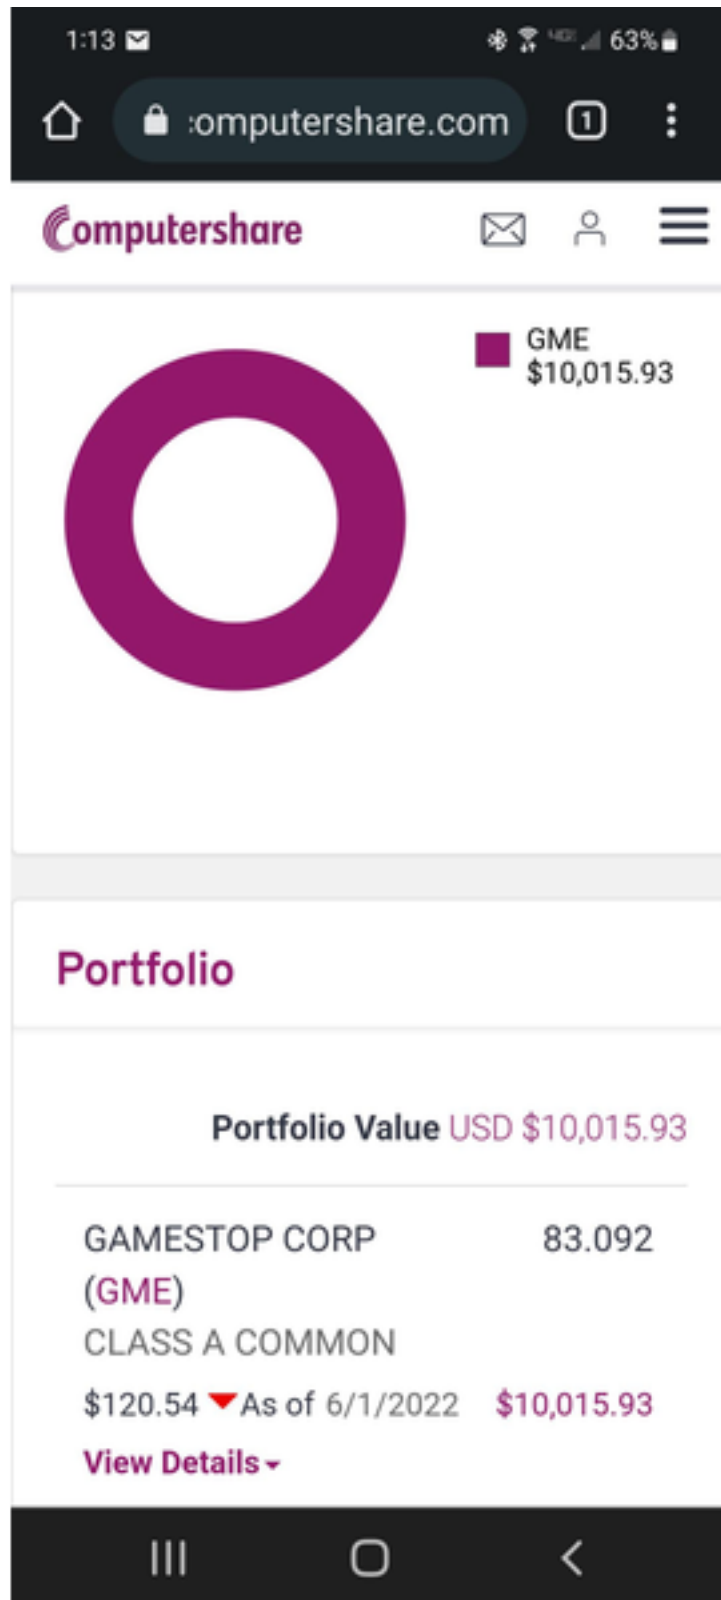 1:13 63%
:omputershare.com 1
Computershare
GME
$10,015.93
Portfolio
Portfolio Value USD $10,015.93
GAMESTOP CORP 83.092
(GME)
CLASS A COMMON
$120.54 As of 6/1/2022 $10,015.93
View Details